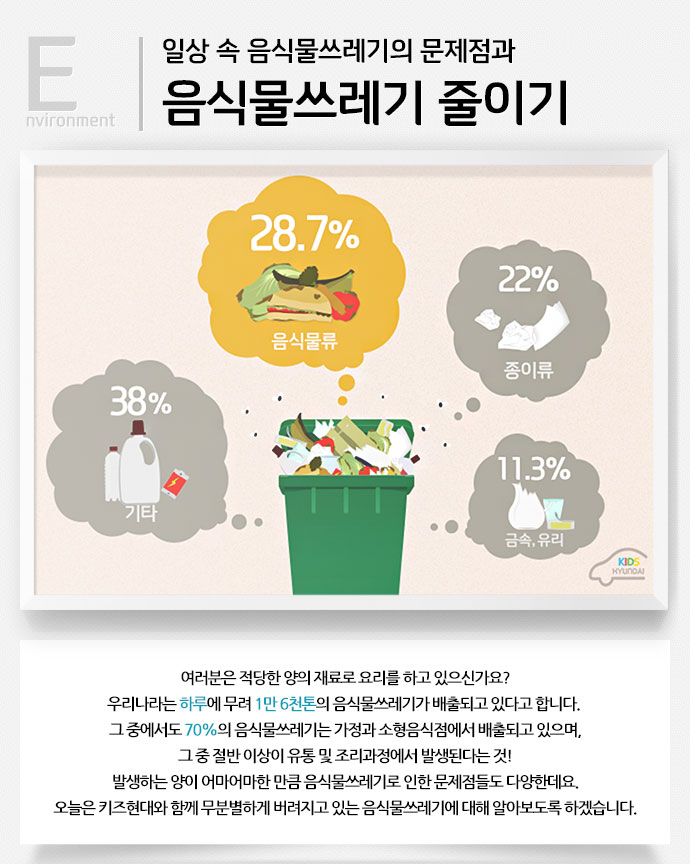 E
nvironment
일상 속 음식물쓰레기의 문제점과
음식물쓰레기 줄이기
28.7%
음식물류
22%
종이류
38%
기타
11.3%
금속, 유리
KIDS
HYUNDAI
여러분은 적당한 양의 재료로 요리를 하고 있으신가요?
우리나라는 하루에 무려 1만 6천톤의 음식물쓰레기가 배출되고 있다고 합니다.
그 중에서도 70%의 음식물쓰레기는 가정과 소형음식점에서 배출되고 있으며,
그 중 절반 이상이 유통 및 조리과정에서 발생된다는 것!
발생하는 양이 어마어마한 만큼 음식물쓰레기로 인한 문제점들도 다양한데요.
오늘은 키즈현대와 함께 무분별하게 버려지고 있는 음식물쓰레기에 대해 알아보도록 하겠습니다.